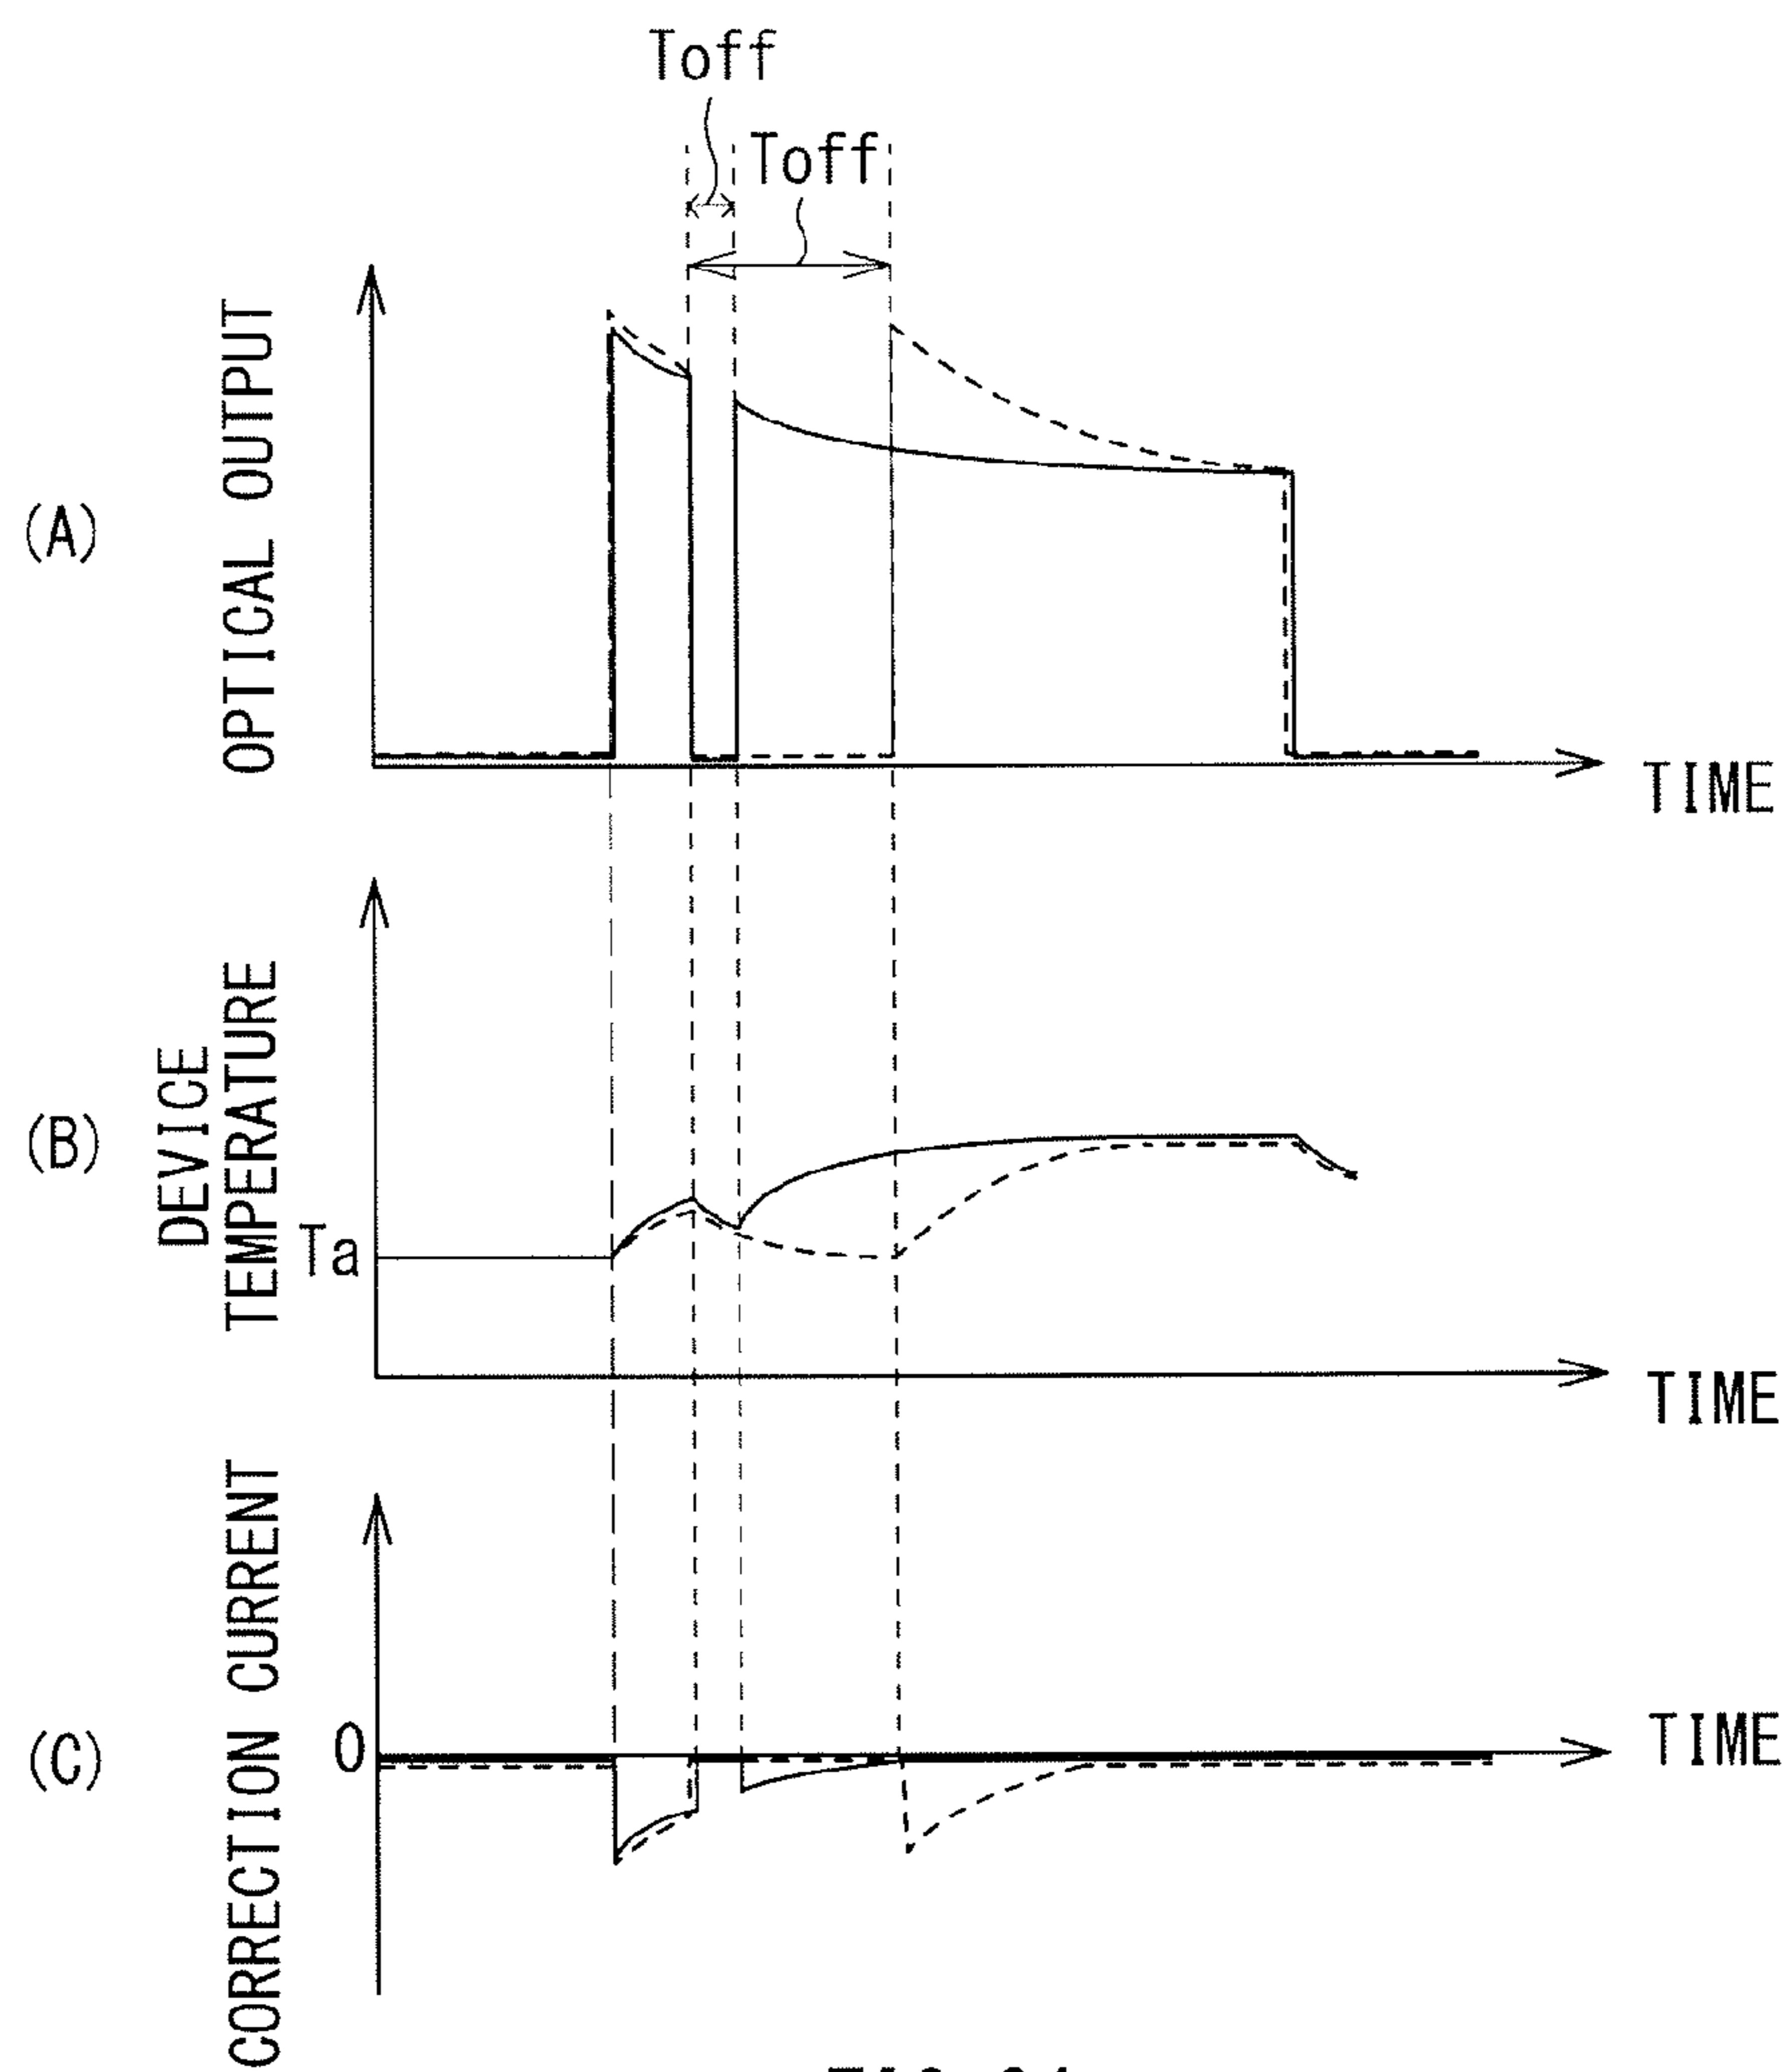 Toff
Toff
(A)
OPTICAL OUTPUT
TIME
(B)
DEVICE
TEMPERATURE
Ta
TIME
(C)
CORRECTION CURRENT
0
TIME